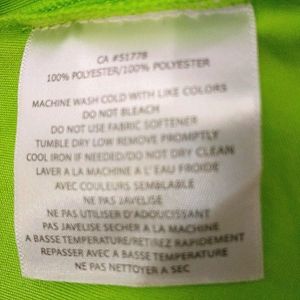 CA #51778
100% POLYESTER/100% POLYESTER
MACHINE WASH COLD WITH LIKE COLORS
DO NOT BLEACH
DO NOT USE FABRIC SOFTENER
TUMBLE DRY LOW REMOVE PROMPTLY
COOL IRON IF NEEDED/DO NOT DRY CLEAN
LAVER A LA MACHINE A L'EAU FROIDE
AVEC COULEURS SEMBLABLE
NE PAS JAVELISE
NE PAS UTILISER D'ADOUCISSANT
PAS JAVELISE SECHER A LA MACHINE
A BASSE TEMPERATURE/RETINEZ RAPIDEMENT
REPASSER AVEC A BASSE TEMPERATURE
NE PAS NETTOYER A SEC